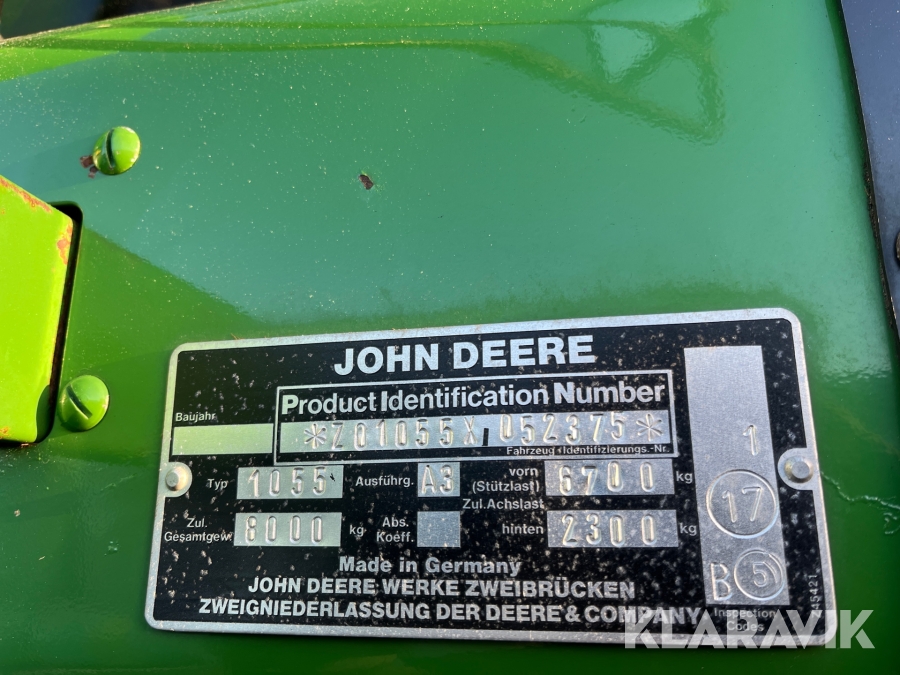 JOHN DEERE
Product Identification Number
Baujahr
*Z01055X052375*
Fahrzeug-Identifizierungs.-Nr.
Typ 1055 Ausführg. A3 vorn (Stützlast) 6700 kg
Zul.Achslast
Zul. Gesamtgew. 8000 kg Abs. Koeff. hinten 2300 kg
Made in Germany
JOHN DEERE WERKE ZWEIBRÜCKEN
ZWEIGNIEDERLASSUNG DER DEERE & COMPANY
1
17
B 5
Inspection
Codes
KLARAVIK